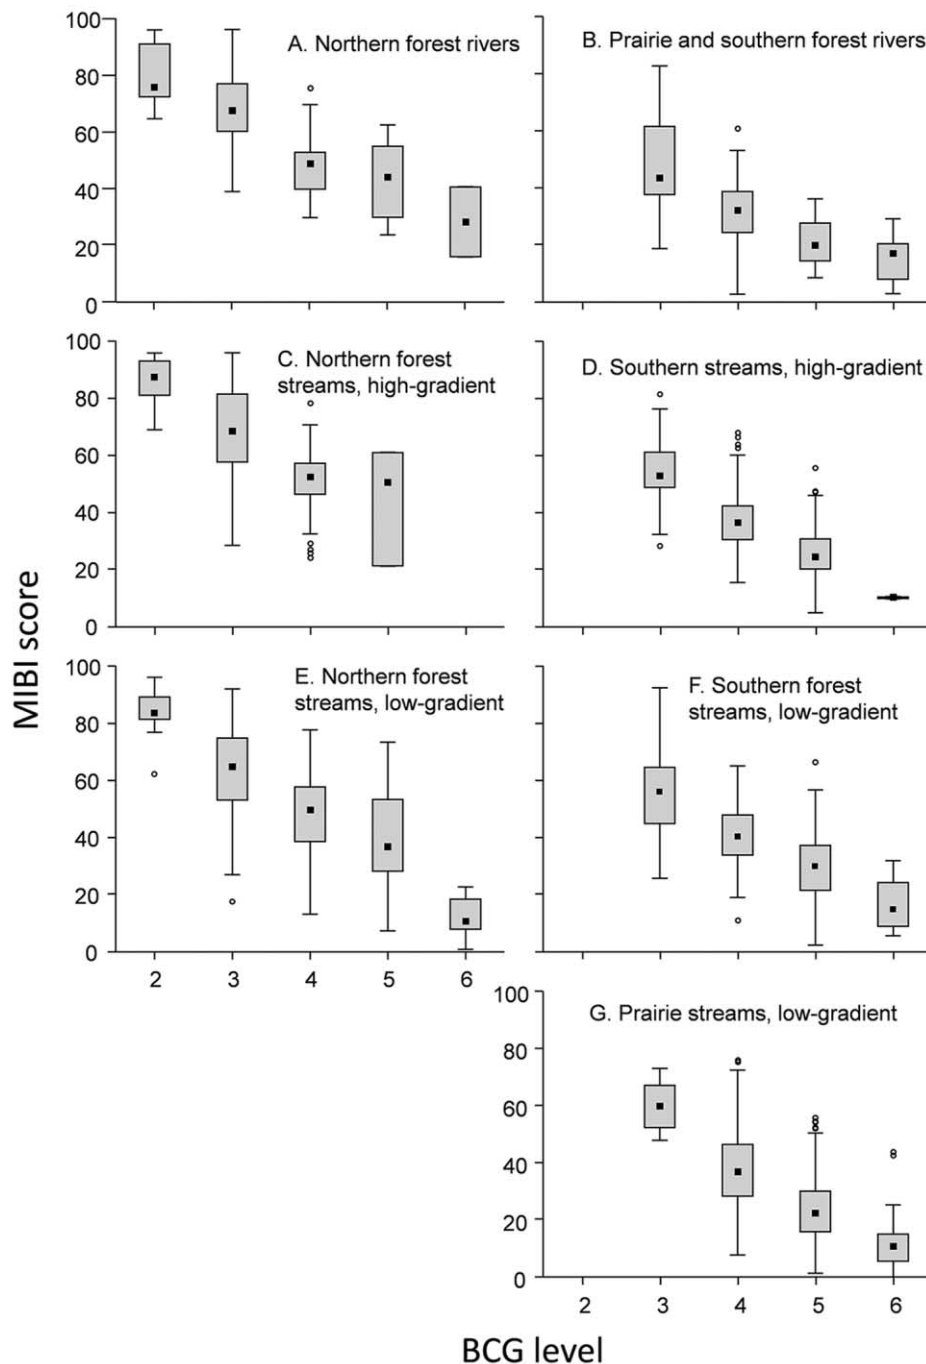 100
80
60
40
20
0
A. Northern forest rivers
B. Prairie and southern forest rivers
100
80
60
40
20
0
C. Northern forest
streams, high-gradient
D. Southern streams, high-gradient
MIBI score
100
80
60
40
20
0
E. Northern forest
streams, low-gradient
F. Southern forest
streams, low-gradient
2 3 4 5 6
100
80
60
40
20
0
G. Prairie streams, low-gradient
2 3 4 5 6
BCG level